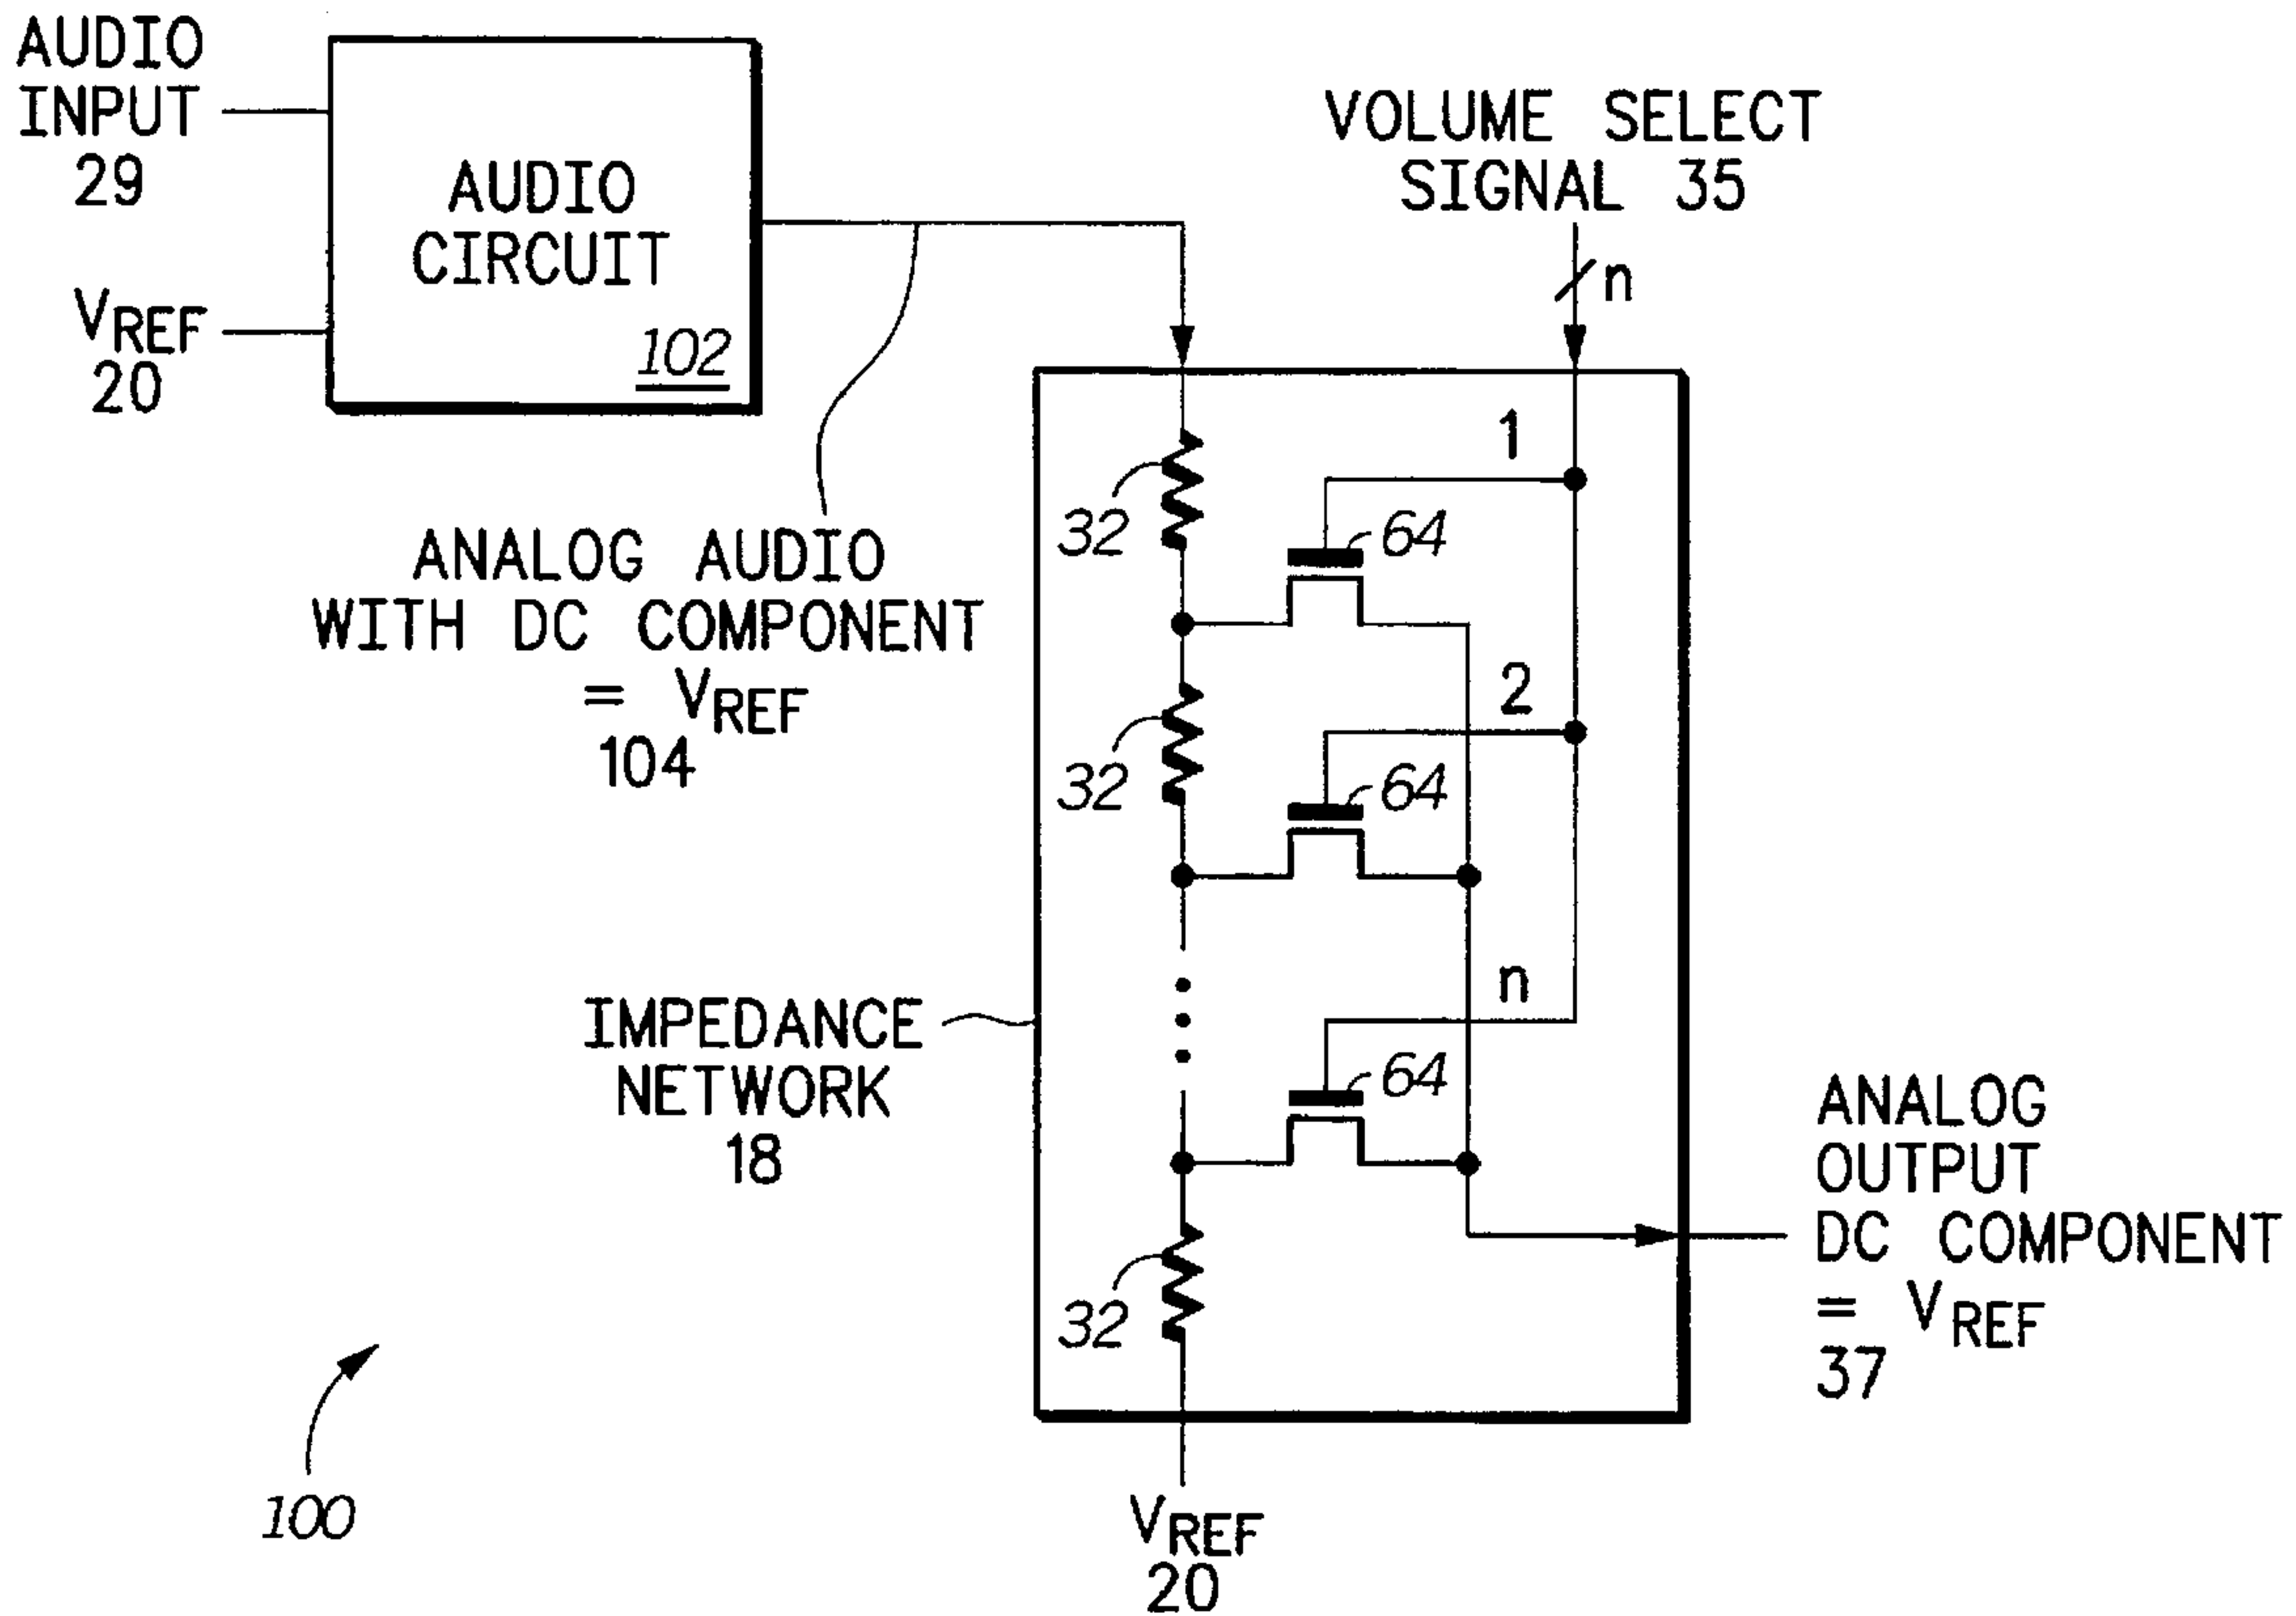 AUDIO
INPUT
29
VREF
20
AUDIO
CIRCUIT
102
VOLUME SELECT
SIGNAL 35
n
ANALOG AUDIO
WITH DC COMPONENT
= VREF
104
1
32
64
2
32
64
n
64
32
IMPEDANCE
NETWORK
18
ANALOG
OUTPUT
DC COMPONENT
= VREF
37
100
VREF
20